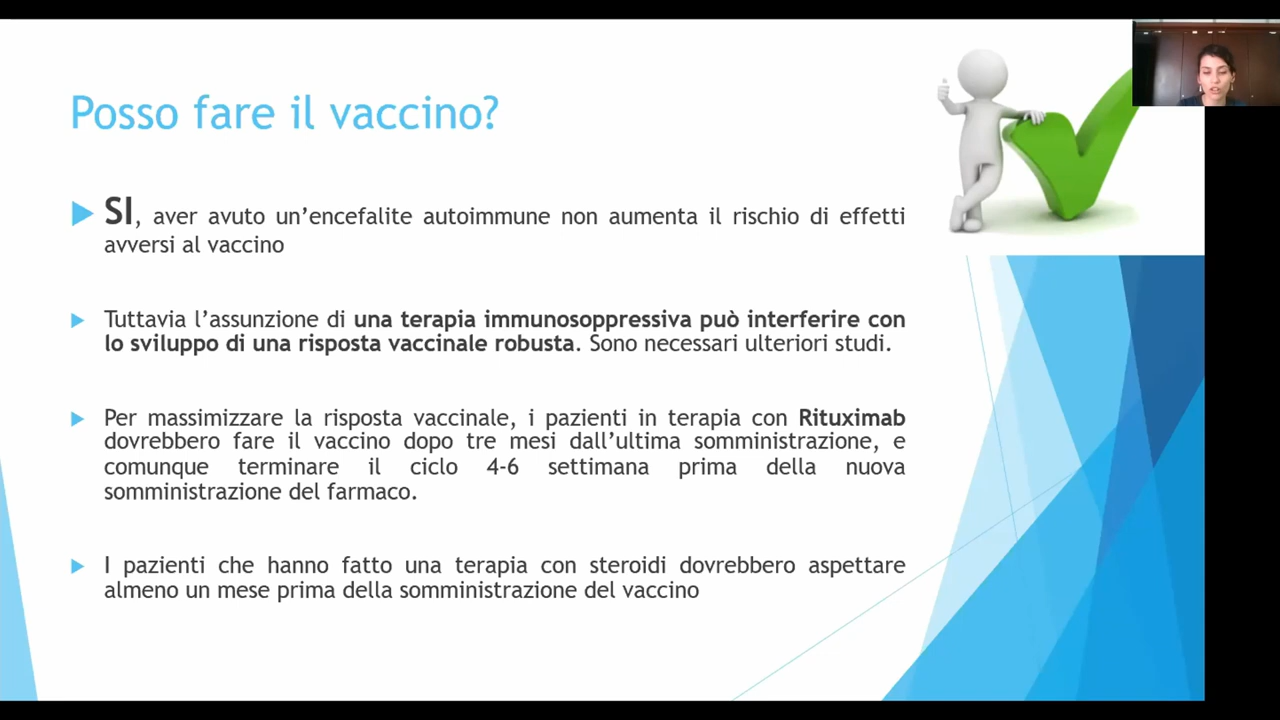 Posso fare il vaccino?
SI, aver avuto un’encefalite autoimmune non aumenta il rischio di effetti
avversi al vaccino
Tuttavia l’assunzione di una terapia immunosoppressiva può interferire con
lo sviluppo di una risposta vaccinale robusta. Sono necessari ulteriori studi.
Per massimizzare la risposta vaccinale, i pazienti in terapia con Rituximab
dovrebbero fare il vaccino dopo tre mesi dall’ultima somministrazione, e
comunque terminare il ciclo 4-6 settimana prima della nuova
somministrazione del farmaco.
I pazienti che hanno fatto una terapia con steroidi dovrebbero aspettare
almeno un mese prima della somministrazione del vaccino